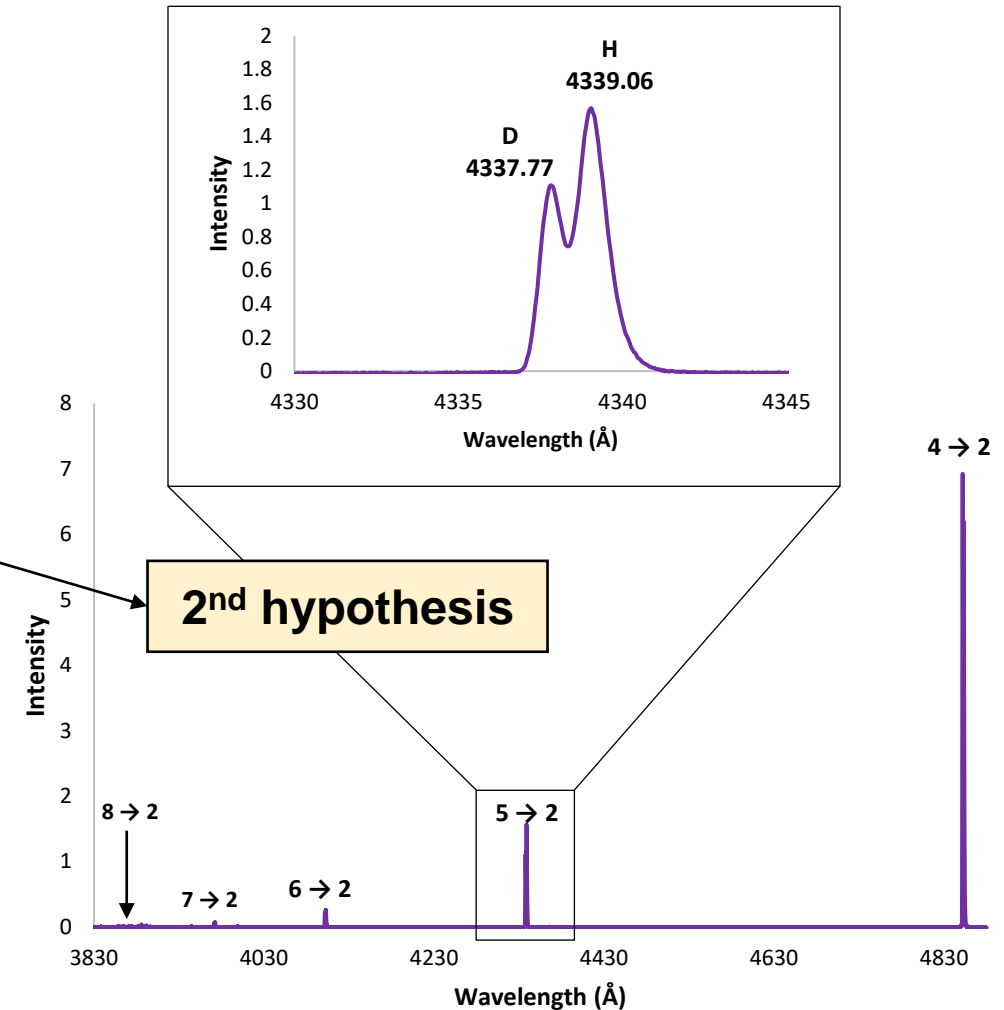 2
1.8
1.6
1.4
1.2
1
0.8
0.6
0.4
0.2
0
Intensity
H
4339.06
D
4337.77
4330 4335 4340 4345
Wavelength (Å)
8
7
6
5
4
3
2
1
0
Intensity
4 → 2
2nd hypothesis
8 → 2
7 → 2
6 → 2
5 → 2
3830 4030 4230 4430 4630 4830
Wavelength (Å)